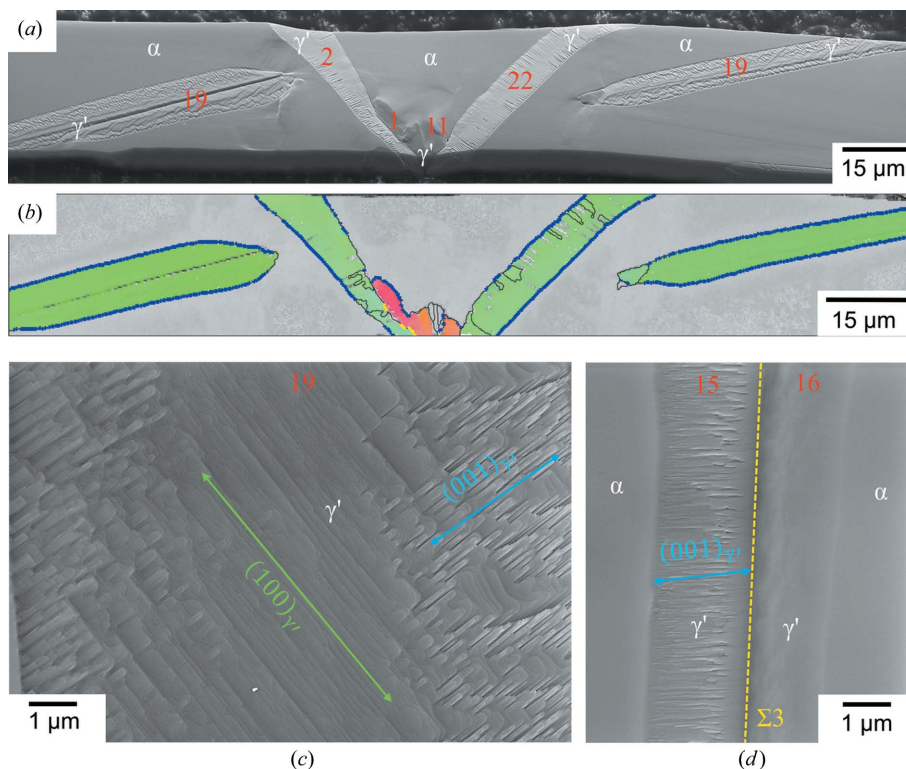 (a)
α
γ'
2
α
γ'
22
α
γ'
19
19
γ'
1
11
γ'
15 µm
(b)
15 µm
19
(001)γ'
γ'
(100)γ'
1 µm
(c)
15
16
α
α
(001)γ'
γ'
γ'
Σ3
1 µm
(d)